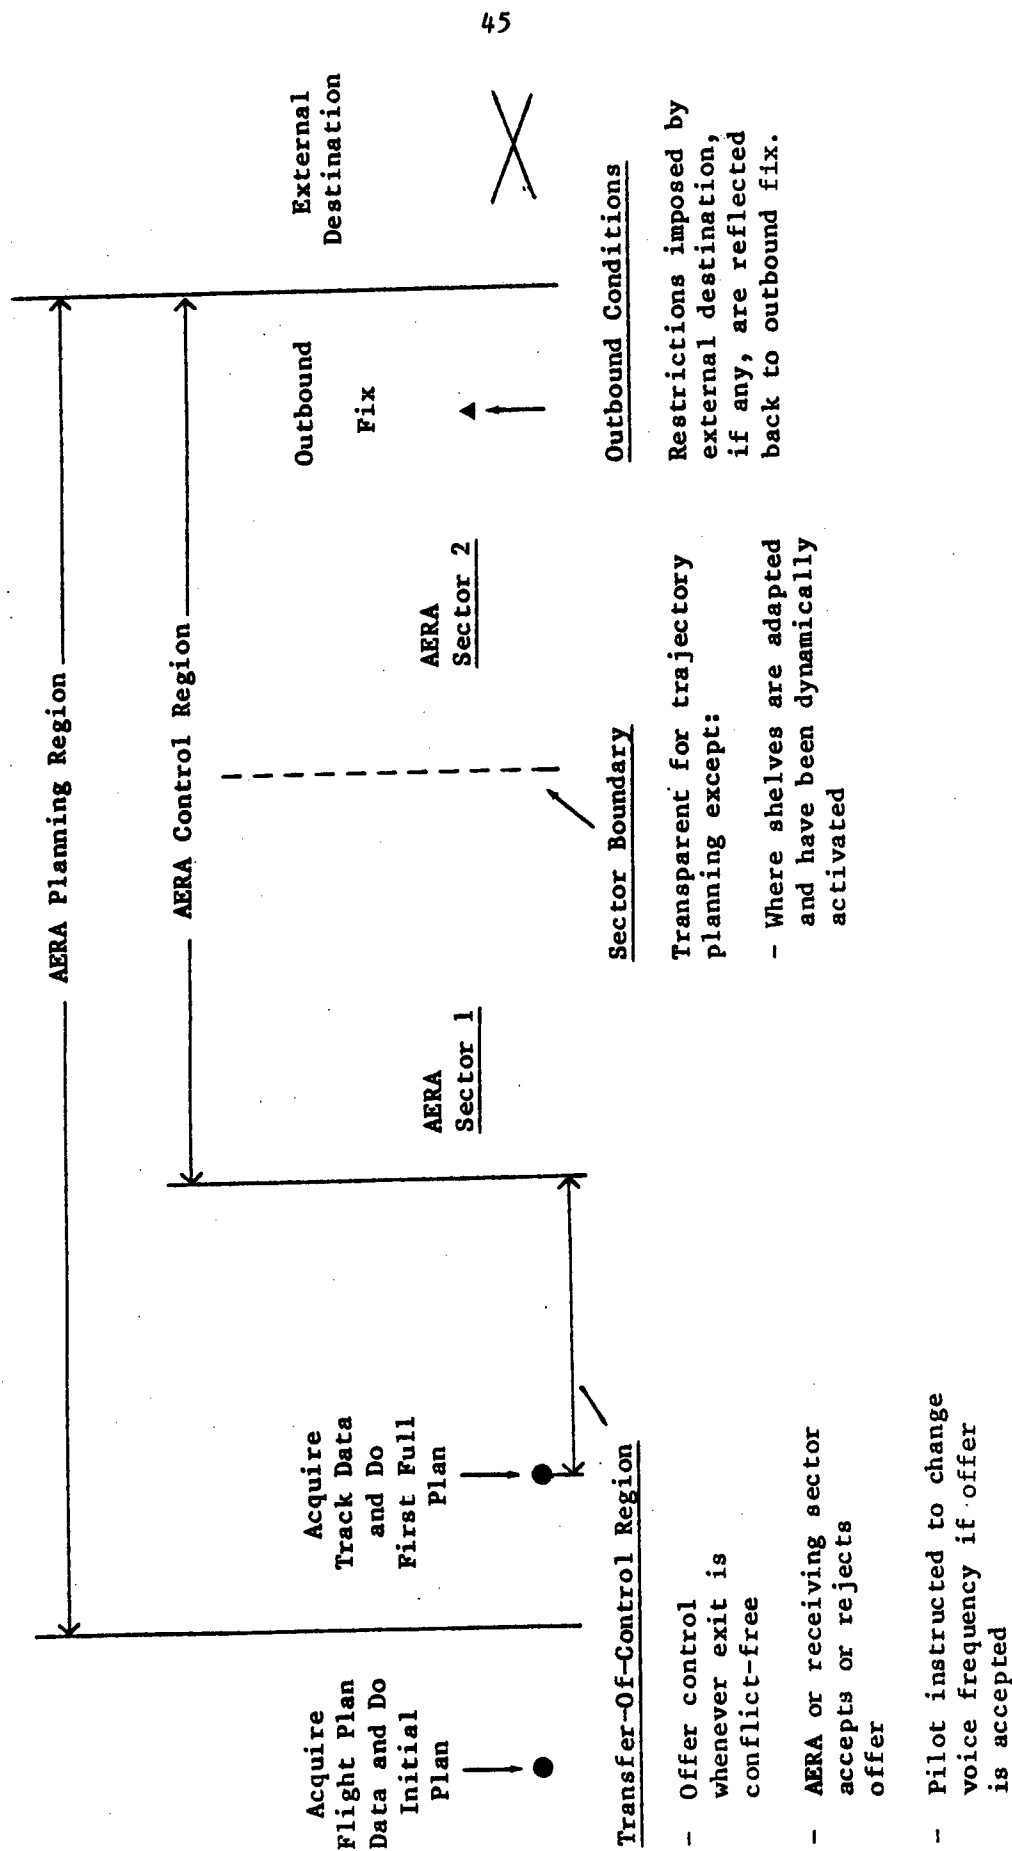 45
AERA Planning Region
AERA Control Region
Acquire
Flight Plan
Data and Do
Initial
Plan
Acquire
Track Data
and Do
First Full
Plan
AERA
Sector 1
AERA
Sector 2
Outbound
Fix
External
Destination
Transfer-Of-Control Region
- Offer control
whenever exit is
conflict-free
- AERA or receiving sector
accepts or rejects
offer
- Pilot instructed to change
voice frequency if offer
is accepted
Sector Boundary
Transparent for trajectory
planning except:
- Where shelves are adapted
and have been dynamically
activated
Outbound Conditions
Restrictions imposed by
external destination,
if any, are reflected
back to outbound fix.